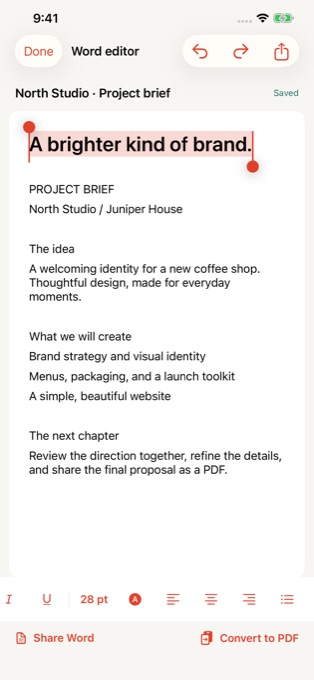 9:41
Done
Word editor
North Studio · Project brief
Saved
A brighter kind of brand.
PROJECT BRIEF
North Studio / Juniper House
The idea
A welcoming identity for a new coffee shop.
Thoughtful design, made for everyday
moments.
What we will create
Brand strategy and visual identity
Menus, packaging, and a launch toolkit
A simple, beautiful website
The next chapter
Review the direction together, refine the details,
and share the final proposal as a PDF.
I U 28 pt A
Share Word
Convert to PDF